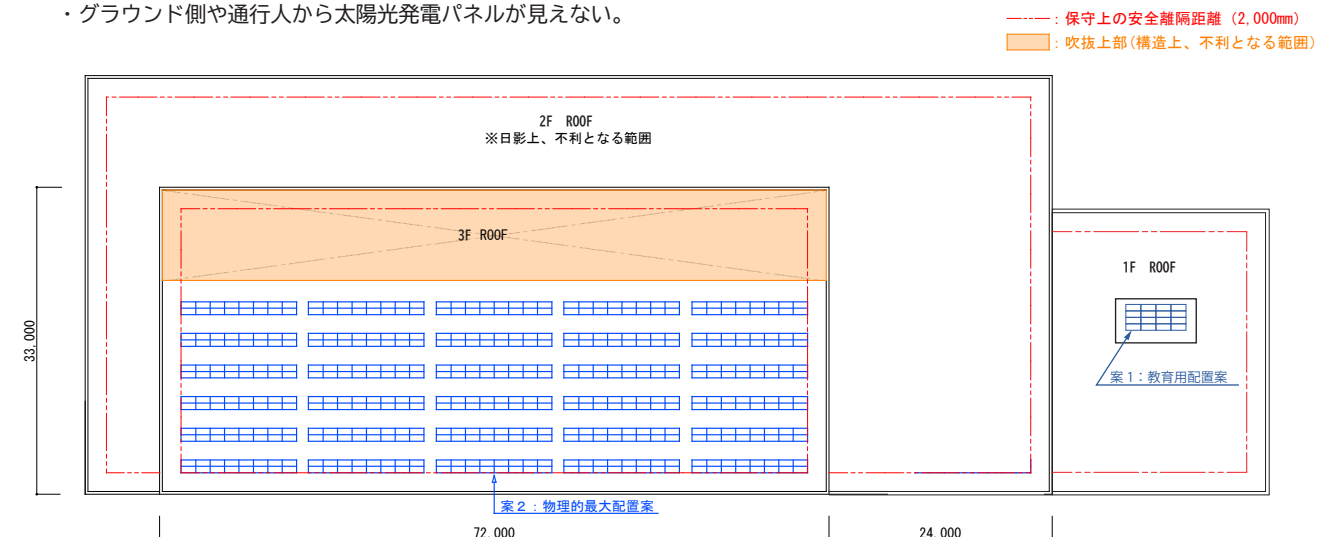 ・グラウンド側や通行人から太陽光発電パネルが見えない。
：保守上の安全離隔距離（2,000mm）
：吹抜上部(構造上、不利となる範囲)
2F ROOF
※日影上、不利となる範囲
3F ROOF
1F ROOF
33,000
案１：教育用配置案
案２：物理的最大配置案
72,000
24,000